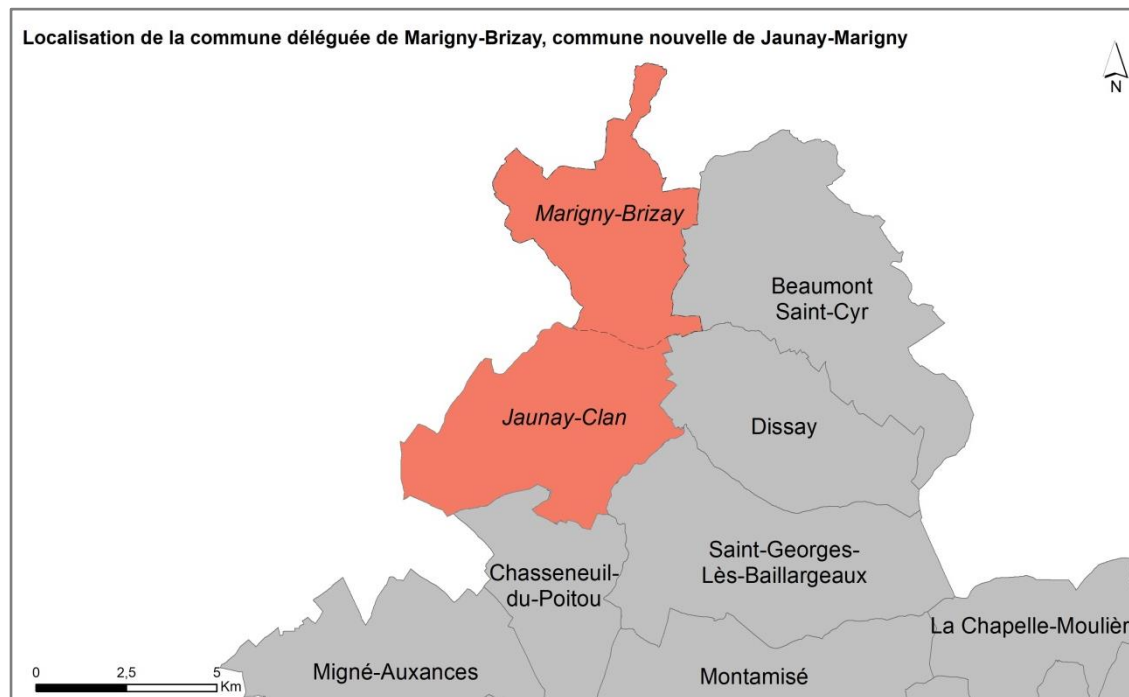 Localisation de la commune déléguée de Marigny-Brizay, commune nouvelle de Jaunay-Marigny
N
Marigny-Brizay
Beaumont
Saint-Cyr
Jaunay-Clan
Dissay
Saint-Georges-
Lès-Baillargeaux
Chasseneuil-
du-Poitou
La Chapelle-Moulièr
Migné-Auxances
Montamisé
0 2,5 5
Km